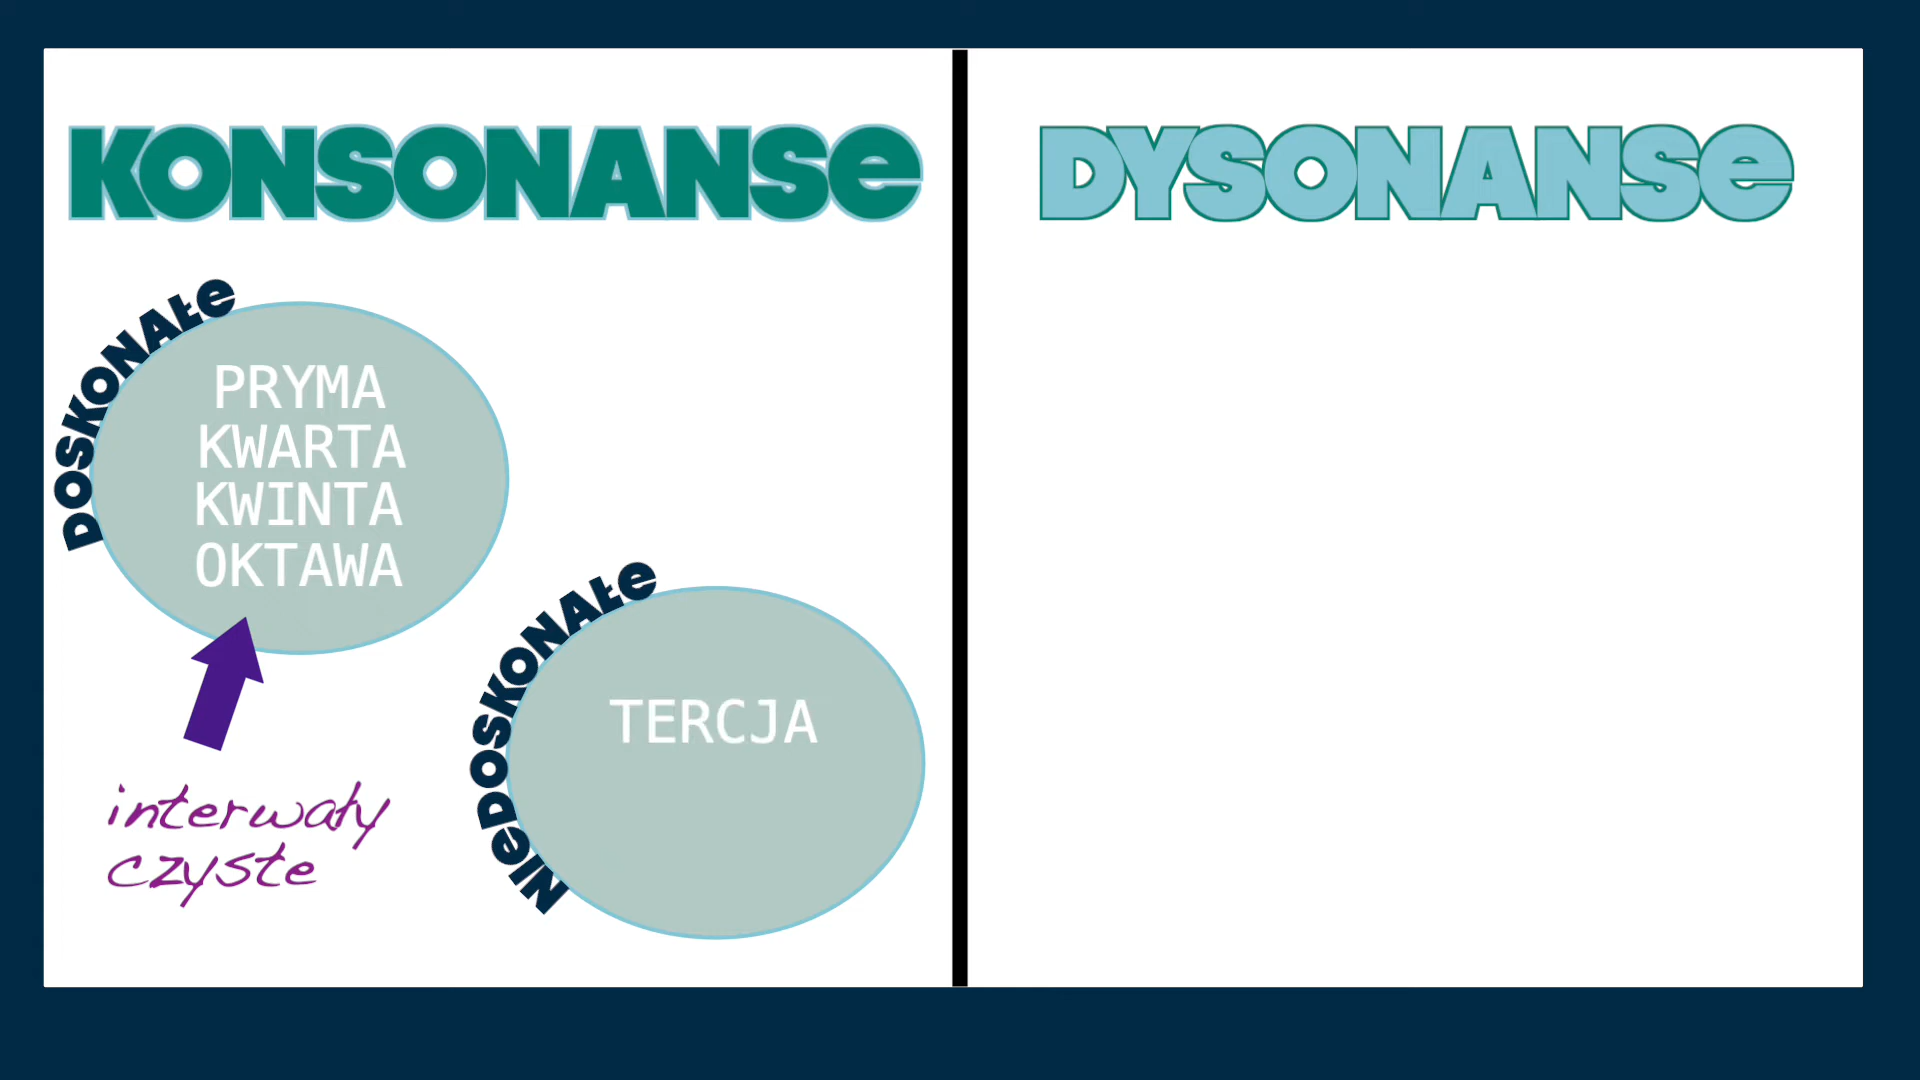 KONSONANSE
DYSONANSE
DOSKONAŁE
PRYMA
KWARTA
KWINTA
OKTAWA
NIEDOSKONAŁE
TERCJA
interwały
czyste